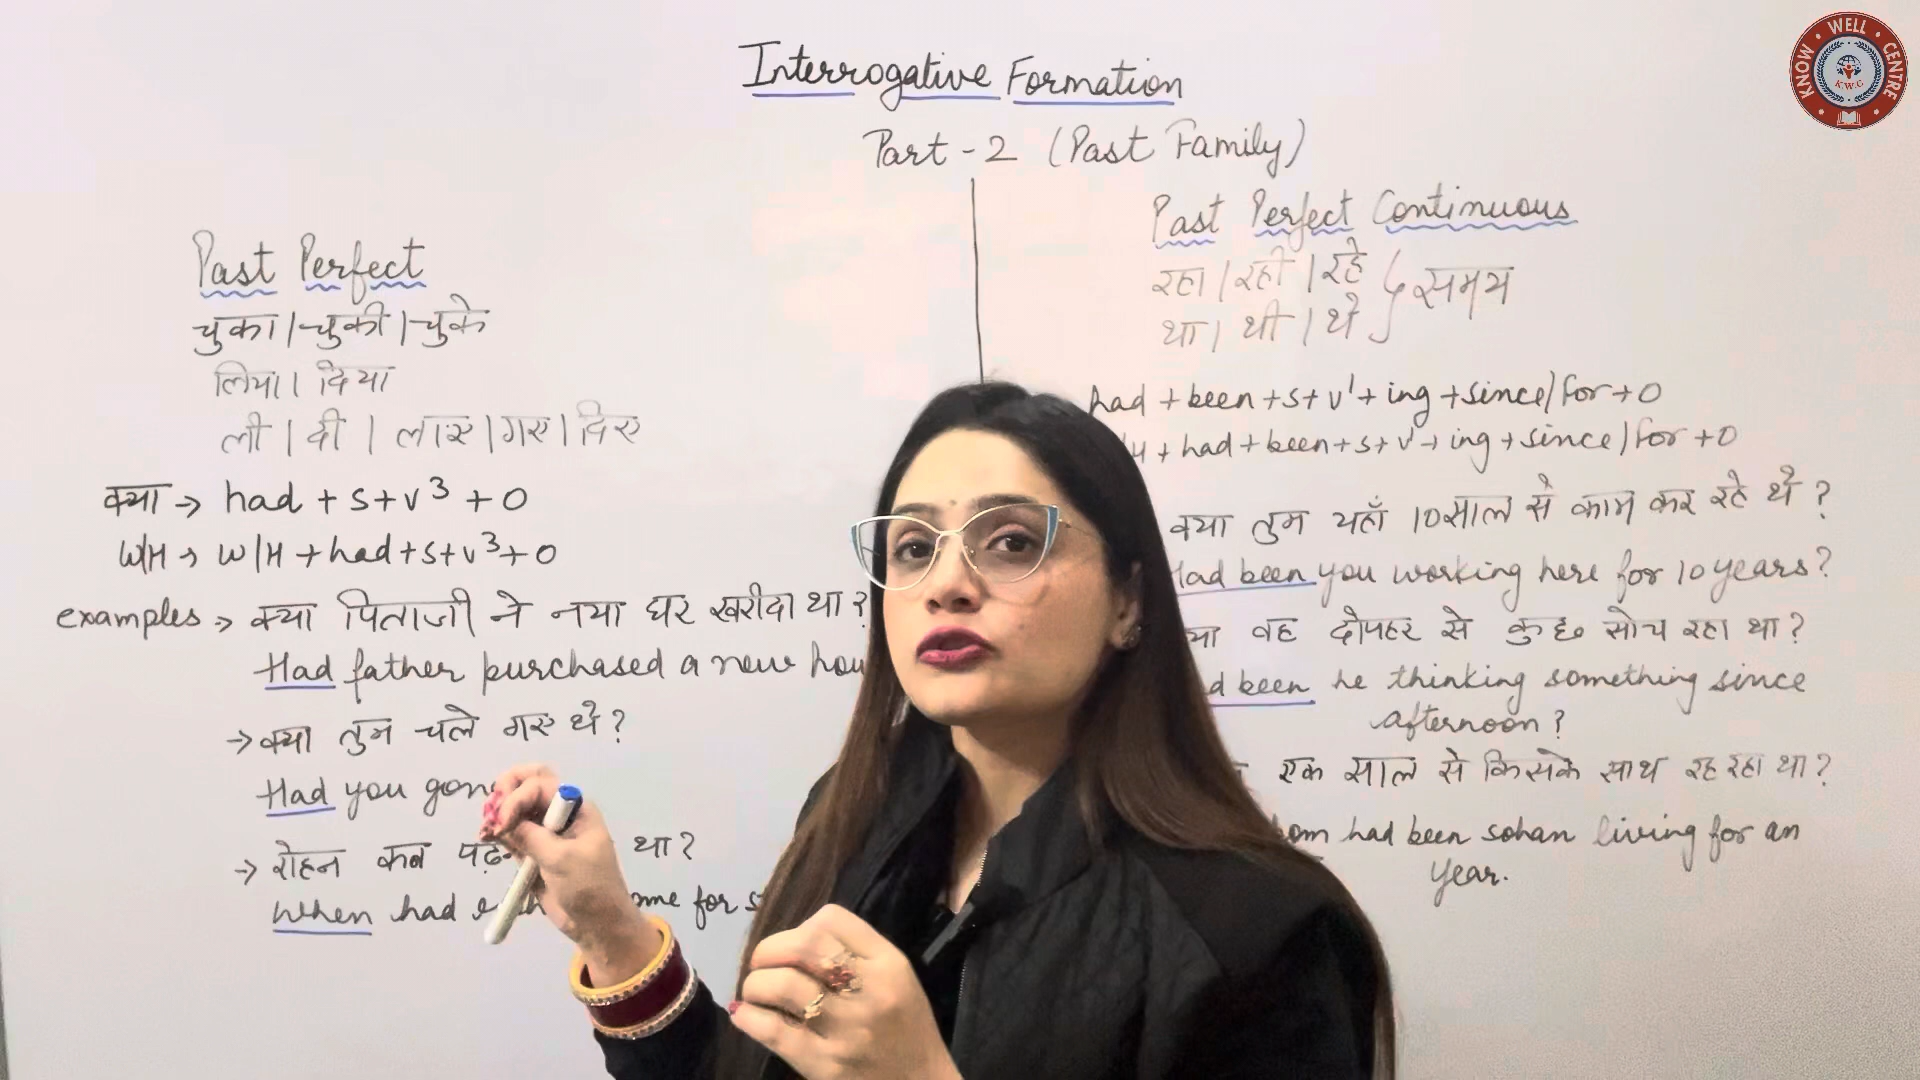 Interrogative Formation
Part - 2 (Past Family)
Past Perfect
चुका । चुकी । चुके
लिया । दिया
ली । दी । लाए । गए । दिए
क्या → had + s + v³ + o
W/H → W/H + had + s + v³ + o
examples → क्या पिताजी ने नया घर खरीदा था ?
Had father purchased a new
→ क्या तुम चले गए थे ?
Had you
→ रोहन कब था ?
When had for
Past Perfect Continuous
रहा । रही । रहे
था । थी । थे } समय
had + been + s + v¹ + ing + since/for + o
+ had + been + s + v¹ + ing + since/for + o
क्या तुम यहाँ 10 साल से काम कर रहे थे ?
Had been you working here for 10 years?
वह दोपहर से कुछ सोच रहा था ?
been he thinking something since
afternoon?
एक साल से किसके साथ रह रहा था ?
had been sohan living for an
year.
KNOW WELL CENTRE
K.W.C